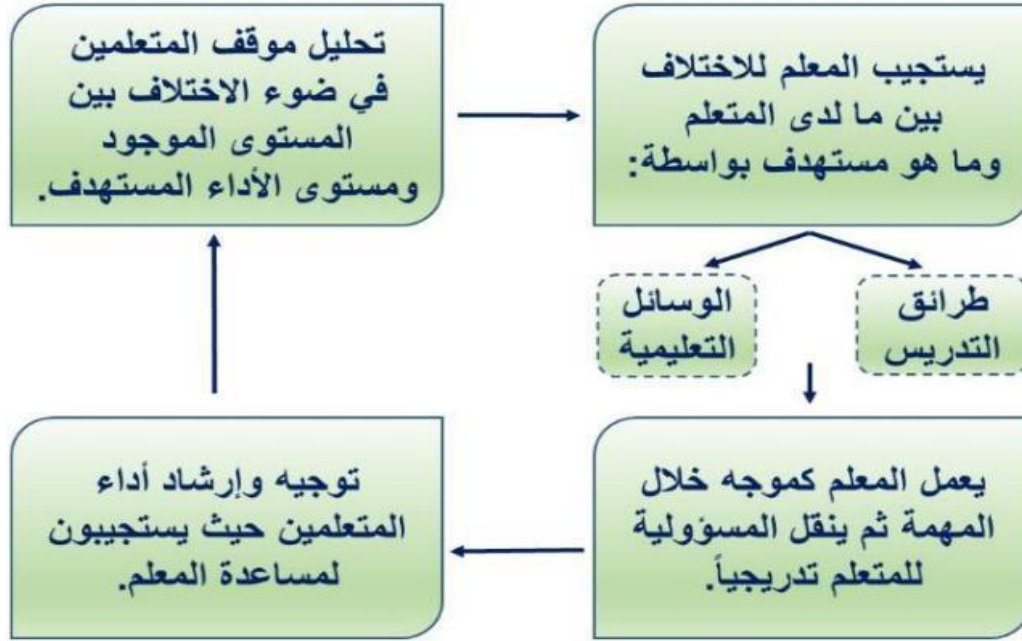 تحليل موقف المتعلمين
في ضوء الاختلاف بين
المستوى الموجود
ومستوى الأداء المستهدف.
يستجيب المعلم للاختلاف
بين ما لدى المتعلم
وما هو مستهدف بواسطة:
طرائق
التدريس
الوسائل
التعليمية
يعمل المعلم كموجه خلال
المهمة ثم ينقل المسؤولية
للمتعلم تدريجياً.
توجيه وإرشاد أداء
المتعلمين حيث يستجيبون
لمساعدة المعلم.